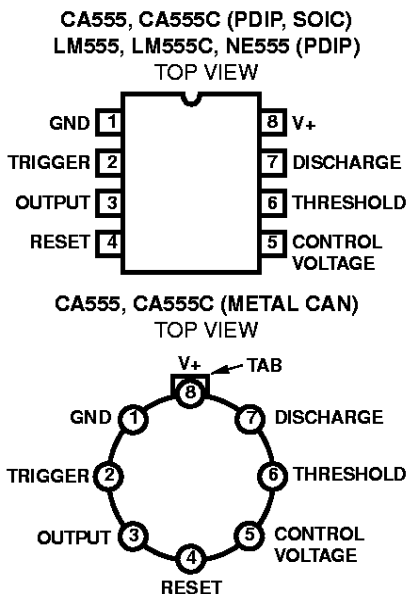 CA555, CA555C (PDIP, SOIC)
LM555, LM555C, NE555 (PDIP)
TOP VIEW
GND 1 8 V+
TRIGGER 2 7 DISCHARGE
OUTPUT 3 6 THRESHOLD
RESET 4 5 CONTROL
VOLTAGE
CA555, CA555C (METAL CAN)
TOP VIEW
V+ TAB
8
GND 1 7 DISCHARGE
TRIGGER 2 6 THRESHOLD
OUTPUT 3 5 CONTROL
VOLTAGE
4
RESET